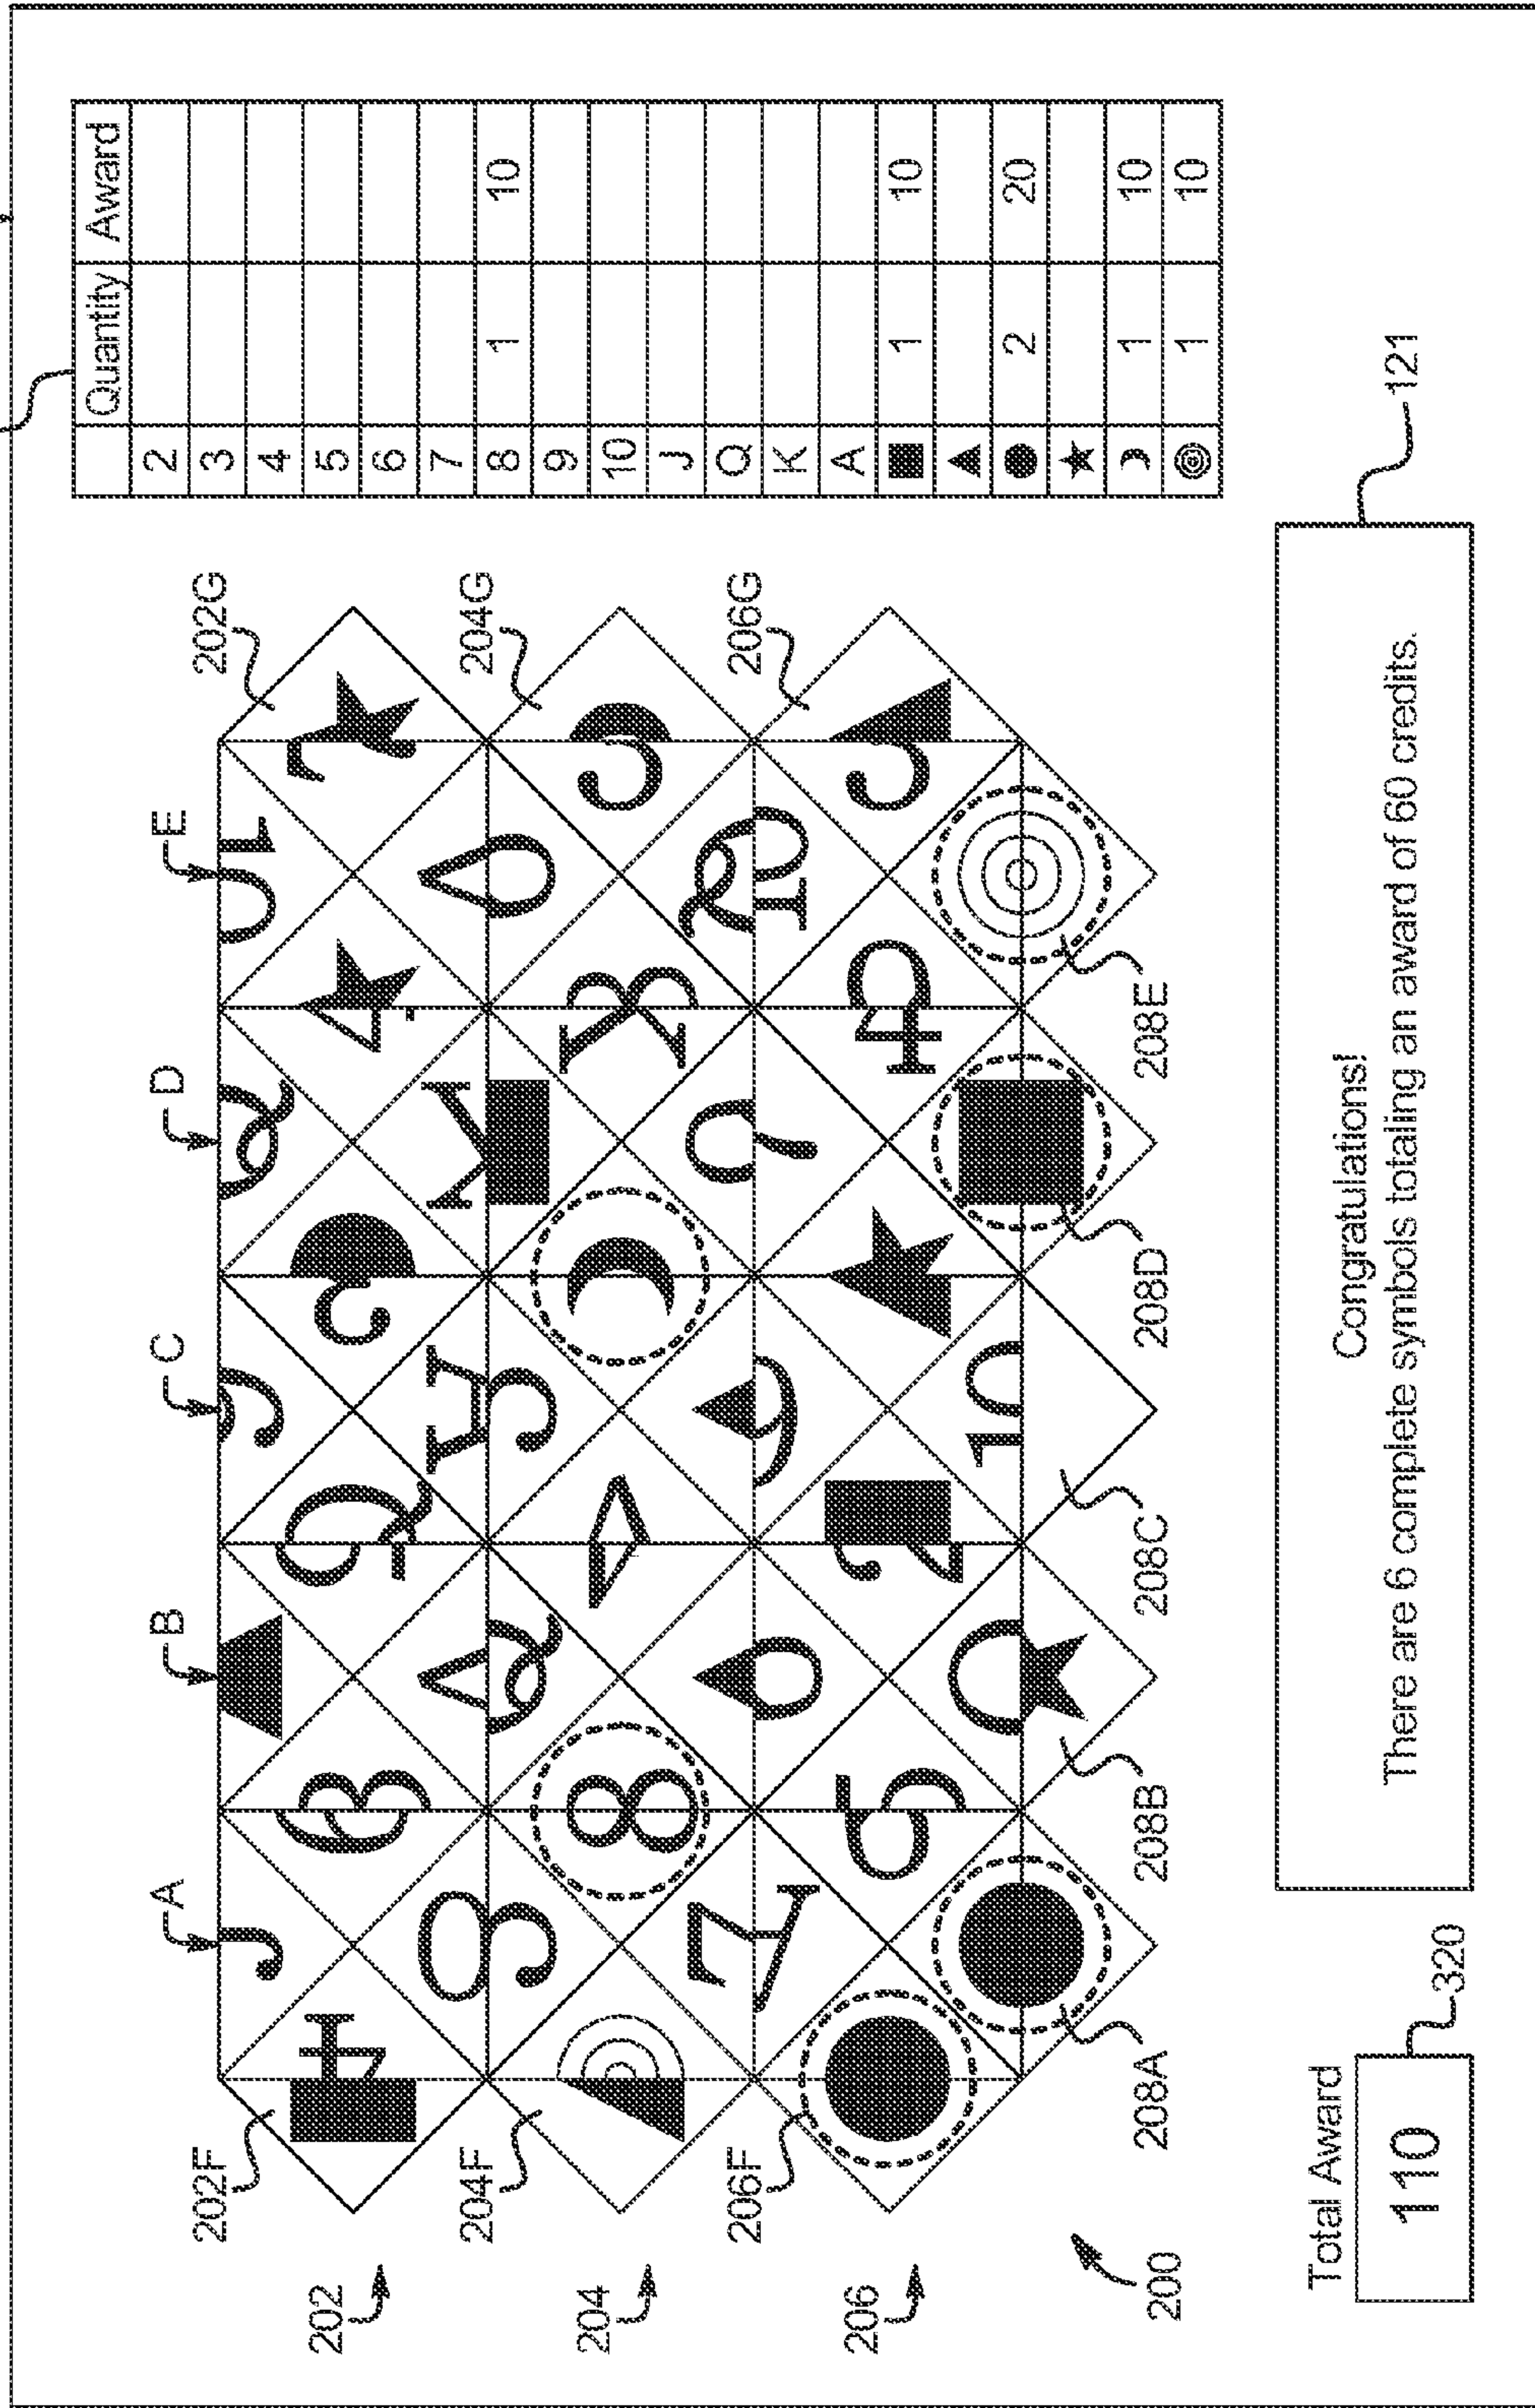 A B C D E
202F 202G
202
204F 204G
204
206F 206G
206
208A 208B 208C 208D 208E
200
Quantity Award
2
3
4
5
6
7
8 1 10
9
10
J
Q
K
A
■ 1 10
▲
● 2 20
★
☽ 1 10
◎ 1 10
8
Total Award
110
320
Congratulations!
There are 6 complete symbols totaling an award of 60 credits.
121